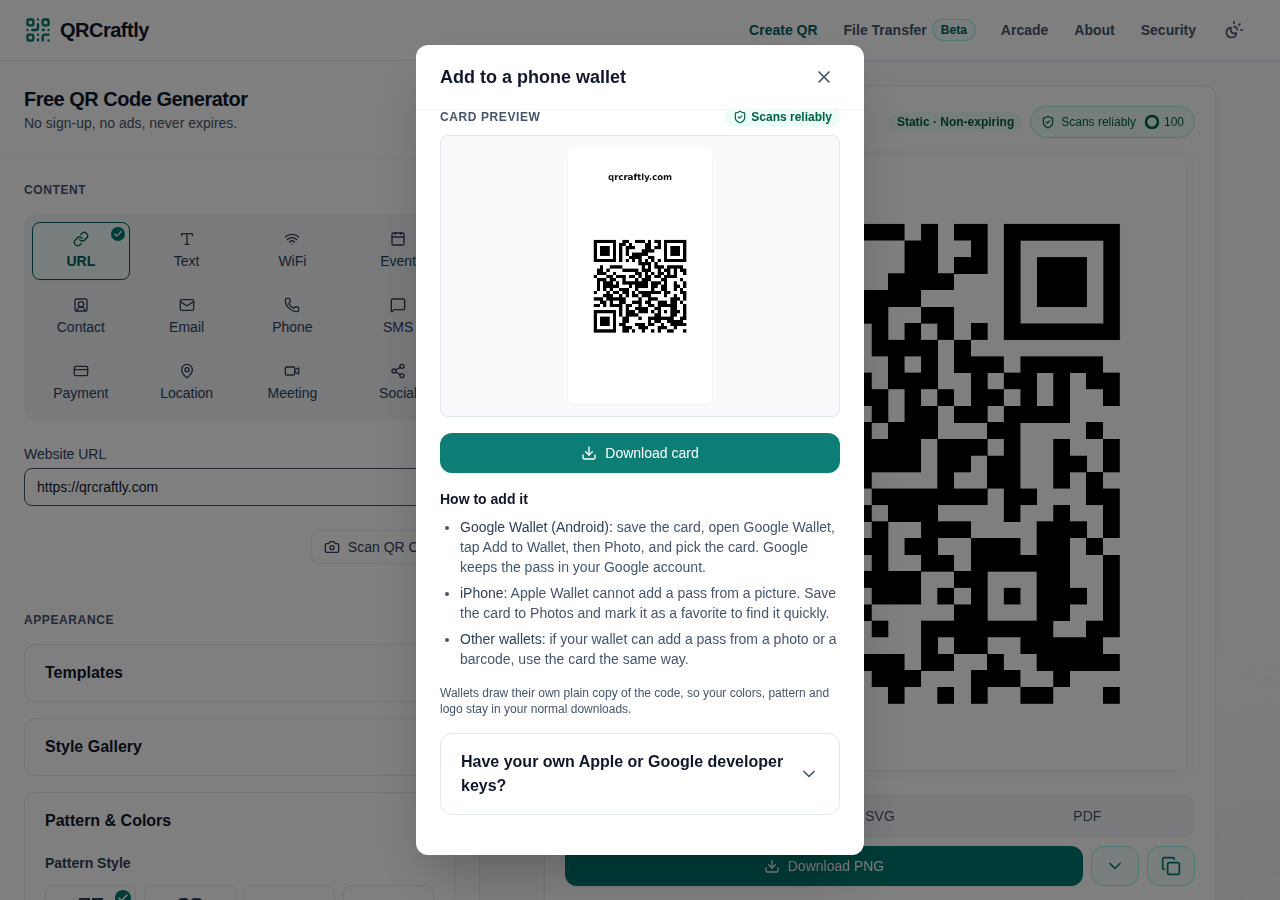 QRCraftly
Create QR
File Transfer Beta
Arcade
About
Security
Free QR Code Generator
No sign-up, no ads, never expires.
CONTENT
URL
Text
WiFi
Event
Contact
Email
Phone
SMS
Payment
Location
Meeting
Social
Website URL
https://qrcraftly.com
Scan QR C
APPEARANCE
Templates
Style Gallery
Pattern & Colors
Pattern Style
Add to a phone wallet
CARD PREVIEW
Scans reliably
qrcraftly.com
Download card
How to add it
Google Wallet (Android): save the card, open Google Wallet,
tap Add to Wallet, then Photo, and pick the card. Google
keeps the pass in your Google account.
iPhone: Apple Wallet cannot add a pass from a picture. Save
the card to Photos and mark it as a favorite to find it quickly.
Other wallets: if your wallet can add a pass from a photo or a
barcode, use the card the same way.
Wallets draw their own plain copy of the code, so your colors, pattern and
logo stay in your normal downloads.
Have your own Apple or Google developer
keys?
Static · Non-expiring
Scans reliably 100
SVG
PDF
Download PNG